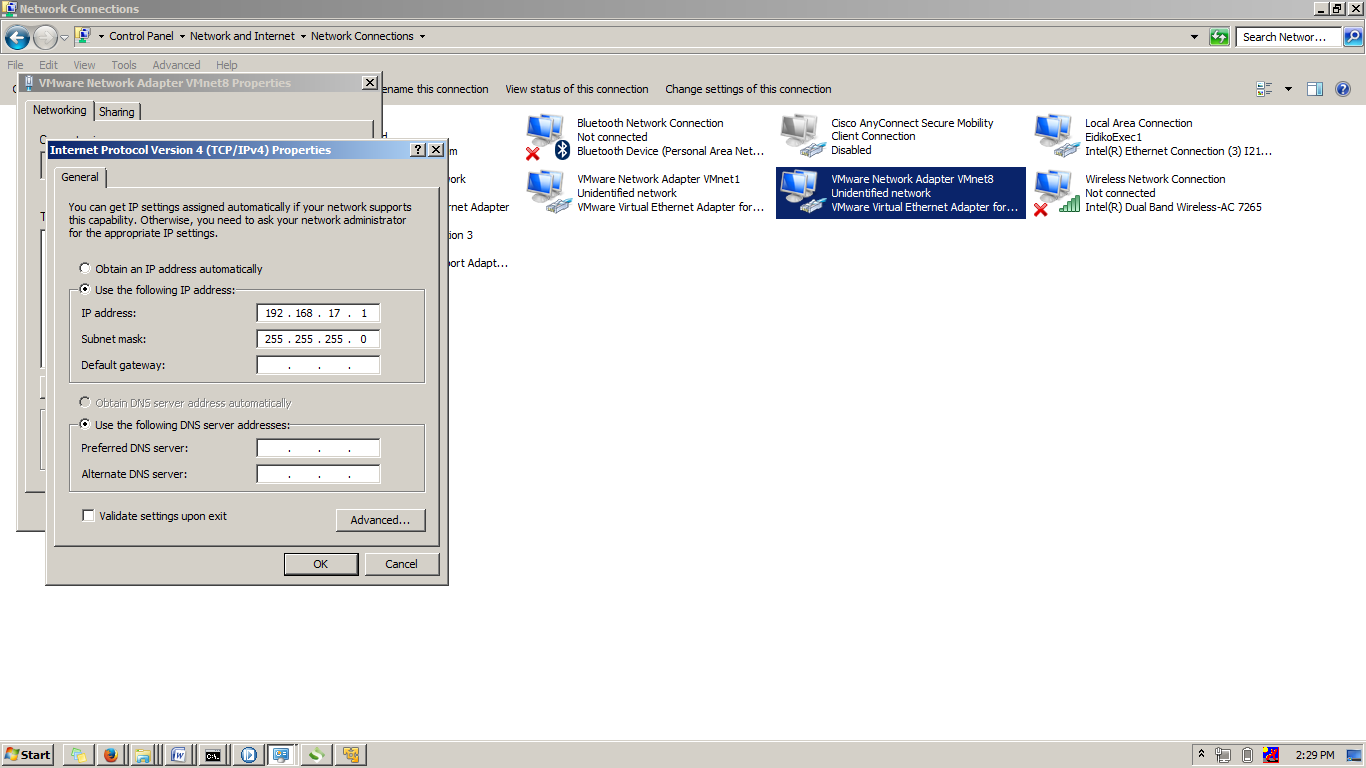 Network Connections
Control Panel Network and Internet Network Connections
Search Networ...
File Edit View Tools Advanced Help
ename this connection View status of this connection Change settings of this connection
VMware Network Adapter VMnet8 Properties
Networking Sharing
Internet Protocol Version 4 (TCP/IPv4) Properties
General
You can get IP settings assigned automatically if your network supports
this capability. Otherwise, you need to ask your network administrator
for the appropriate IP settings.
Obtain an IP address automatically
Use the following IP address:
IP address: 192 . 168 . 17 . 1
Subnet mask: 255 . 255 . 255 . 0
Default gateway: . . .
Obtain DNS server address automatically
Use the following DNS server addresses:
Preferred DNS server: . . .
Alternate DNS server: . . .
Validate settings upon exit
Advanced...
OK Cancel
Bluetooth Network Connection
Not connected
Bluetooth Device (Personal Area Net...
Cisco AnyConnect Secure Mobility
Client Connection
Disabled
Local Area Connection
EidikoExec1
Intel(R) Ethernet Connection (3) I21...
work
rnet Adapter
VMware Network Adapter VMnet1
Unidentified network
VMware Virtual Ethernet Adapter for...
VMware Network Adapter VMnet8
Unidentified network
VMware Virtual Ethernet Adapter for...
Wireless Network Connection
Not connected
Intel(R) Dual Band Wireless-AC 7265
ction 3
port Adapt...
Start
C:\
2:29 PM